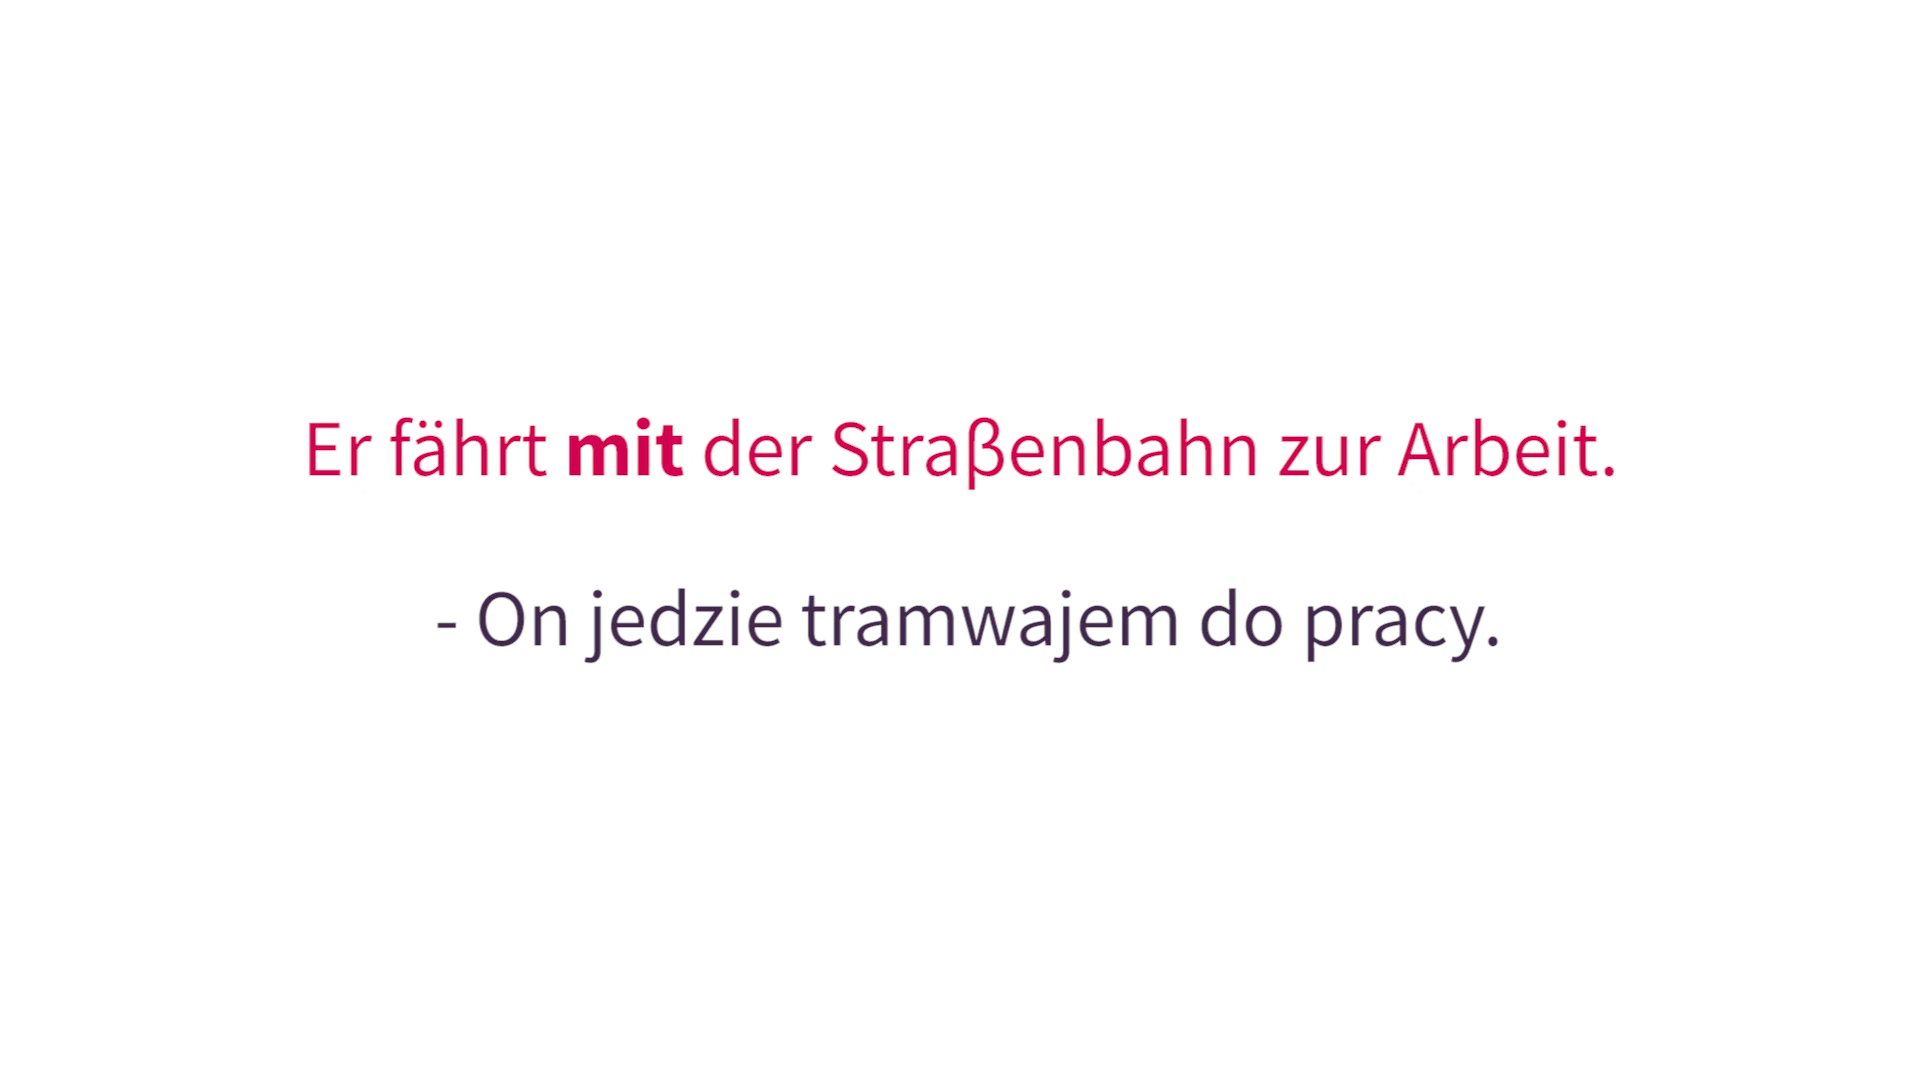 Er fährt mit der Straßenbahn zur Arbeit.
- On jedzie tramwajem do pracy.